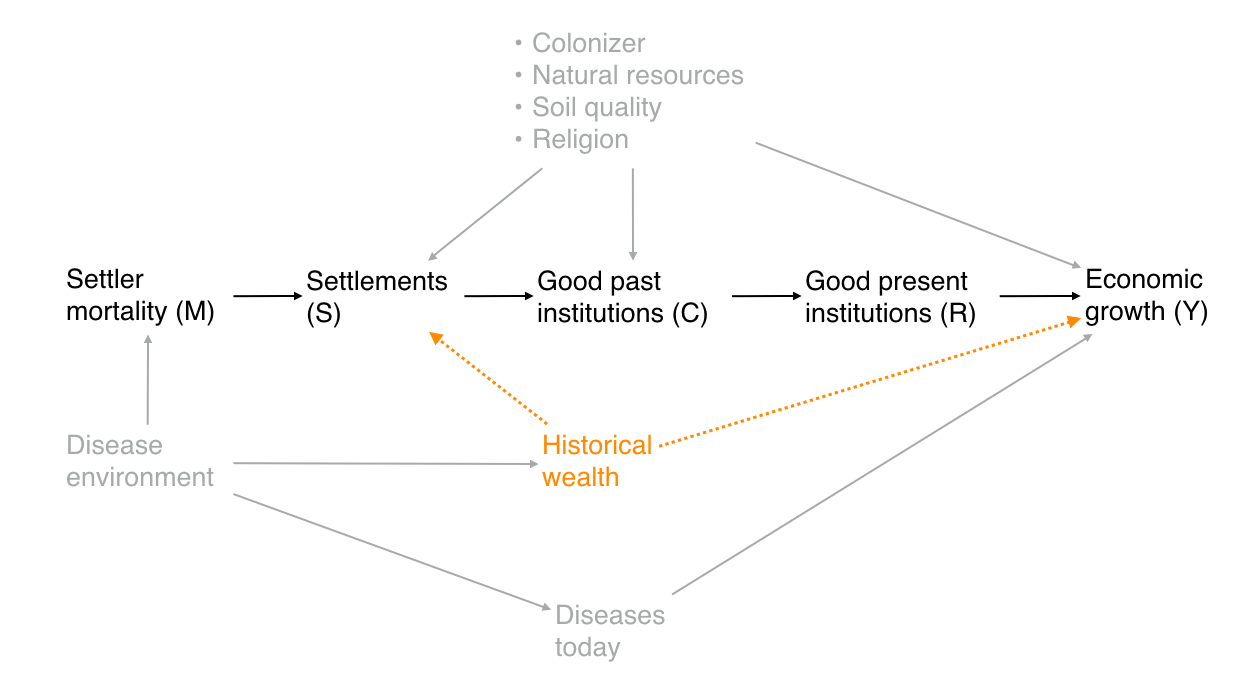 • Colonizer
• Natural resources
• Soil quality
• Religion
Settler
mortality (M)
Settlements
(S)
Good past
institutions (C)
Good present
institutions (R)
Economic
growth (Y)
Disease
environment
Historical
wealth
Diseases
today